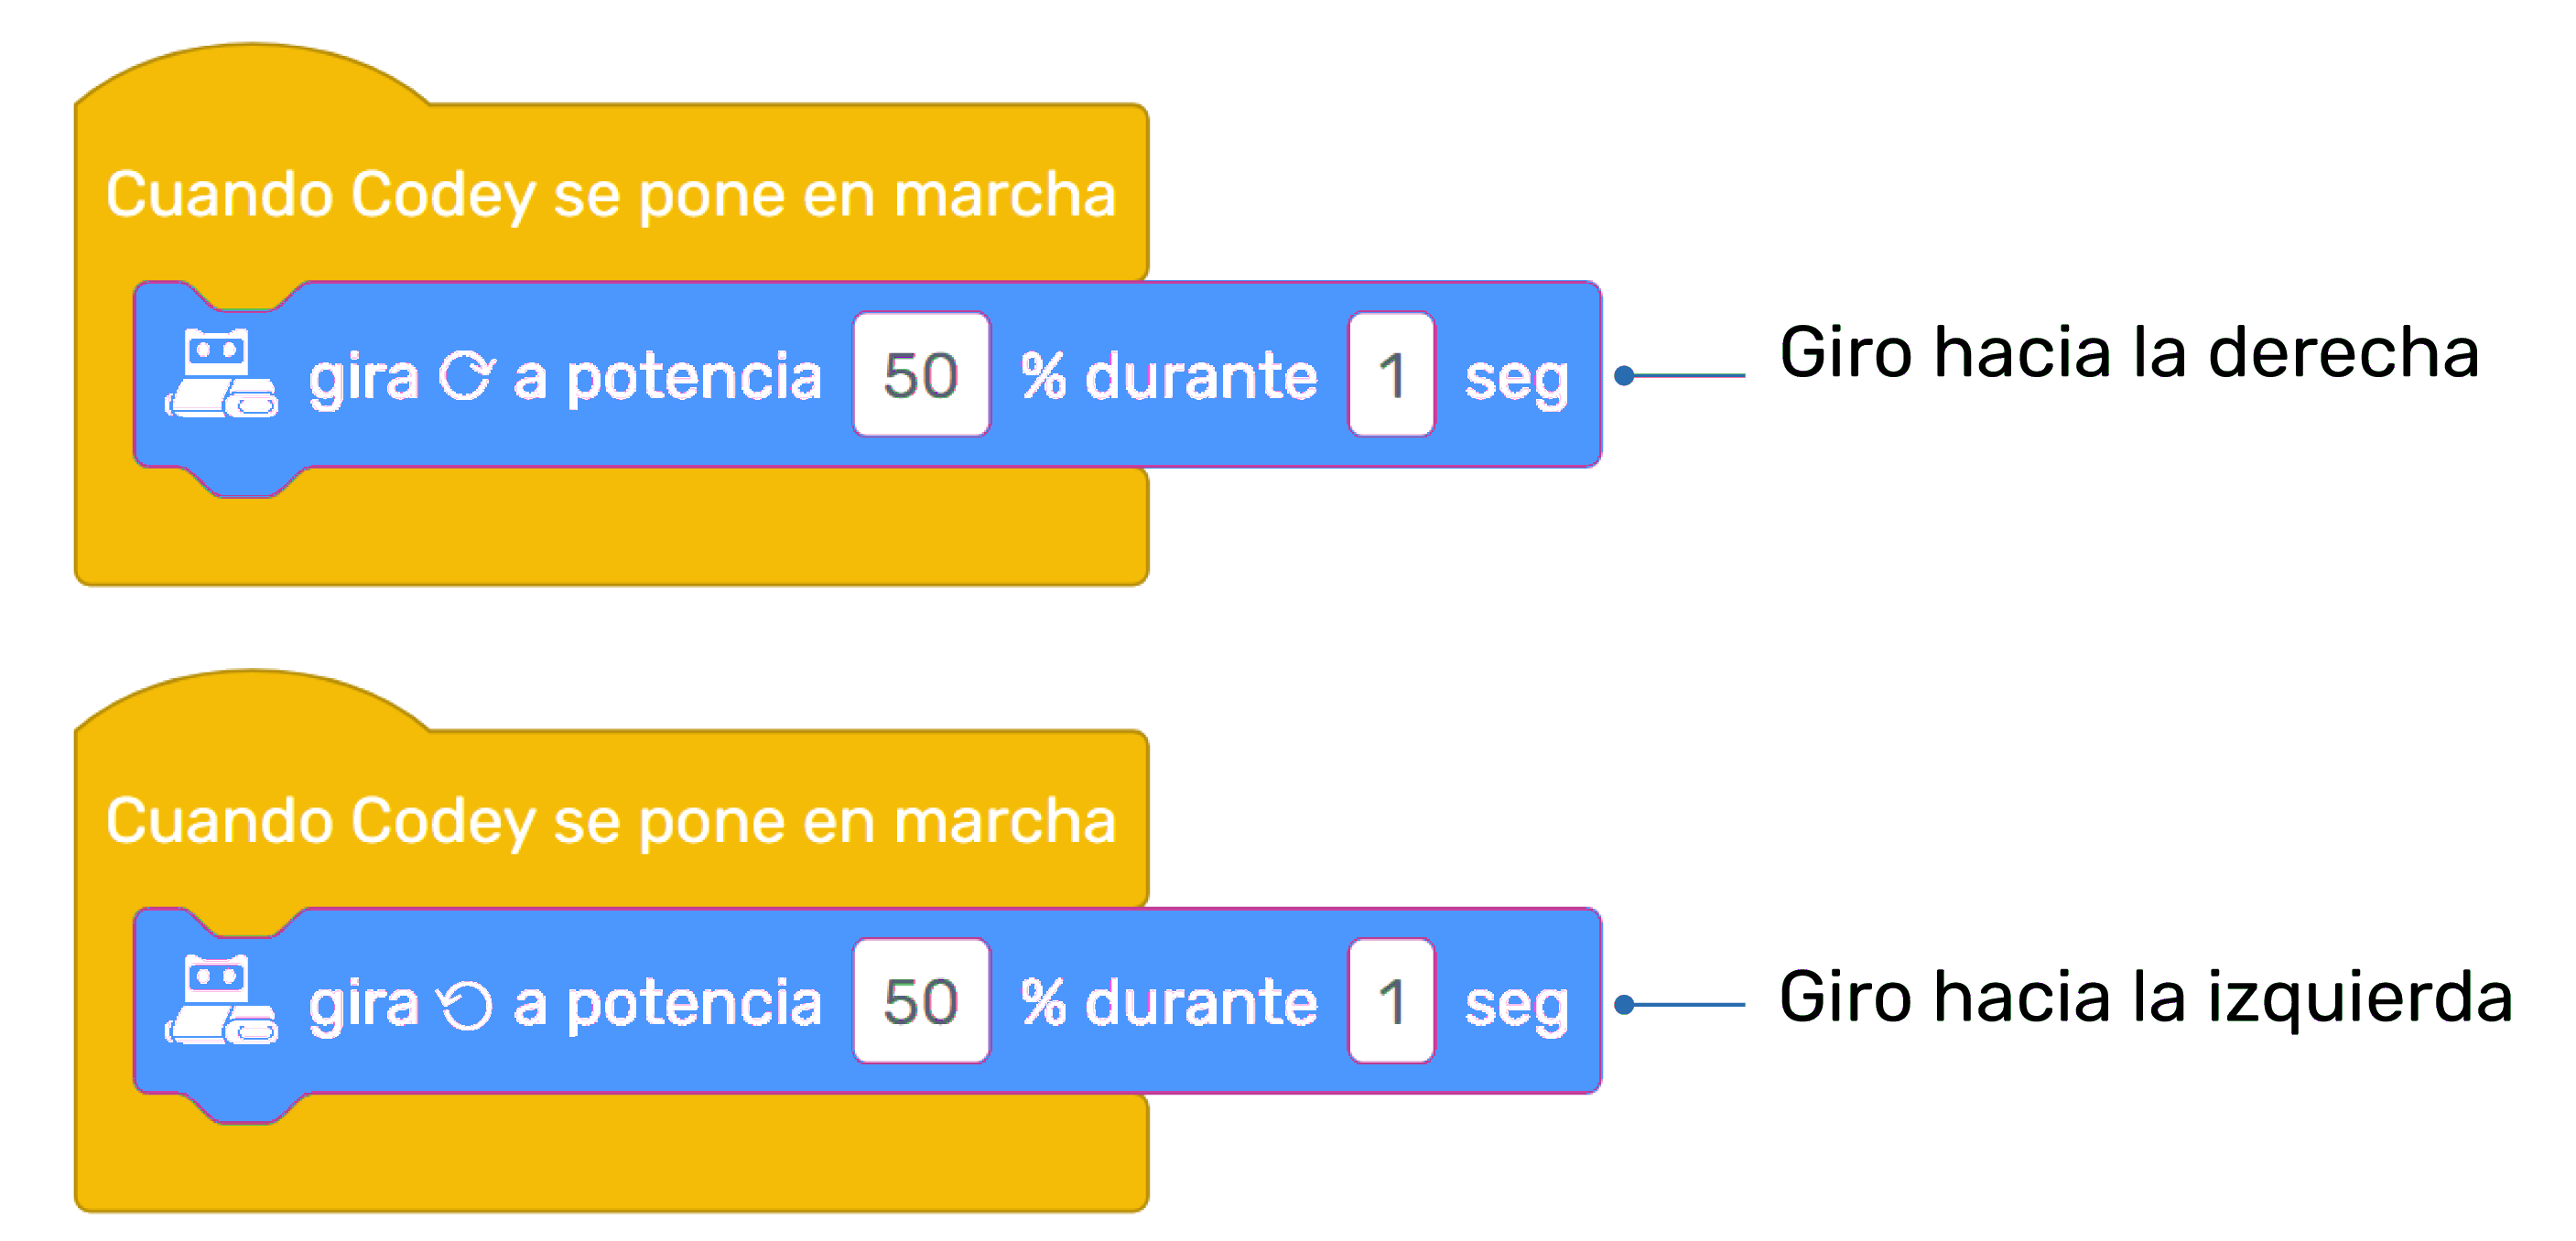 Cuando Codey se pone en marcha
gira a potencia 50 % durante 1 seg
Giro hacia la derecha
Cuando Codey se pone en marcha
gira a potencia 50 % durante 1 seg
Giro hacia la izquierda